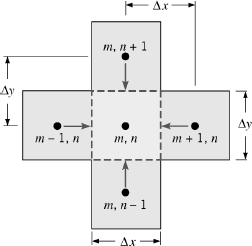 Δx
m, n + 1
Δy
m − 1, n
m, n
m + 1, n
Δy
m, n − 1
Δx